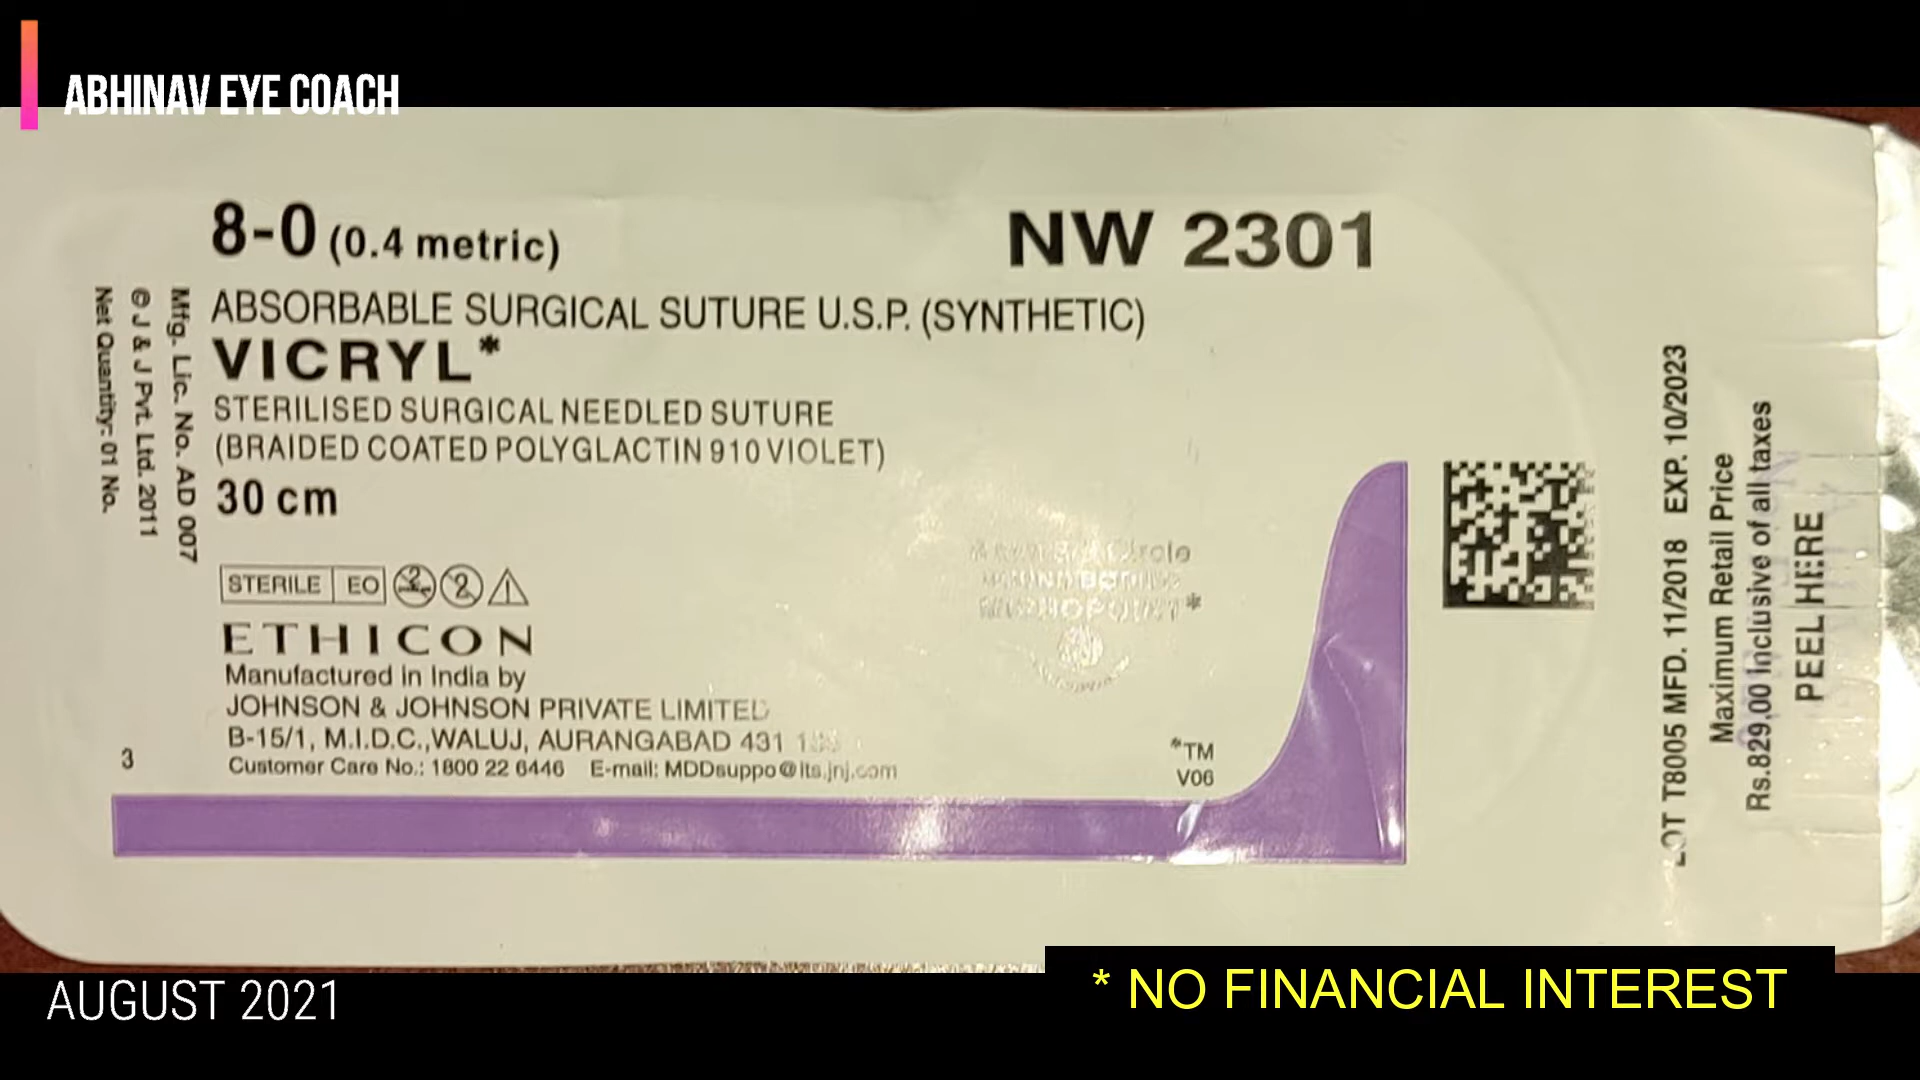 ABHINAV EYE COACH
8-0 (0.4 metric)
NW 2301
ABSORBABLE SURGICAL SUTURE U.S.P. (SYNTHETIC)
VICRYL*
STERILISED SURGICAL NEEDLED SUTURE
(BRAIDED COATED POLYGLACTIN 910 VIOLET)
30 cm
Mfg. Lic. No. AD 007
© J & J Pvt. Ltd. 2011
Net Quantity: 01 No.
STERILE EO
ETHICON
Manufactured in India by
JOHNSON & JOHNSON PRIVATE LIMITED
B-15/1, M.I.D.C.,WALUJ, AURANGABAD 431
Customer Care No.: 1800 22 6446 E-mail: MDDsuppo@its.jnj.com
3
Circle
*TM
V06
LOT T8005 MFD. 11/2018 EXP. 10/2023
Maximum Retail Price
Rs.829.00 inclusive of all taxes
PEEL HERE
AUGUST 2021
* NO FINANCIAL INTEREST